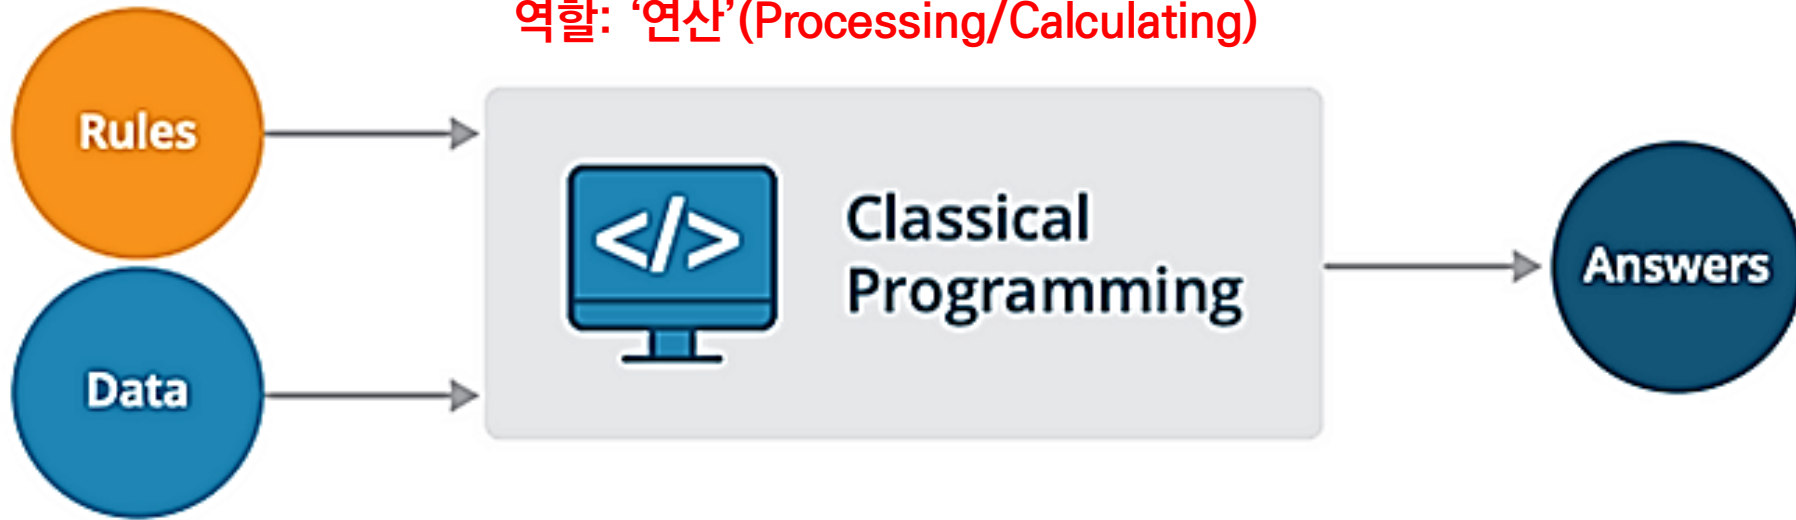 역할: ‘연산’(Processing/Calculating)
Rules
Data
</>
Classical
Programming
Answers